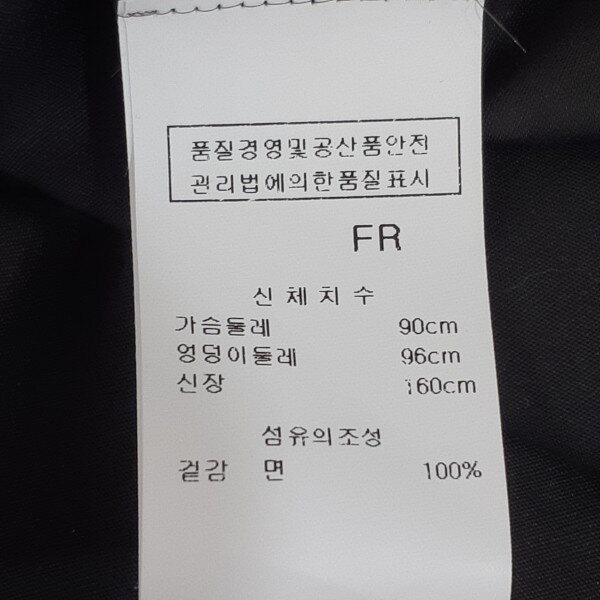 품질경영및공산품안전
관리법에의한품질표시
FR
신체치수
가슴둘레 90cm
엉덩이둘레 96cm
신장 160cm
섬유의조성
겉감 면 100%